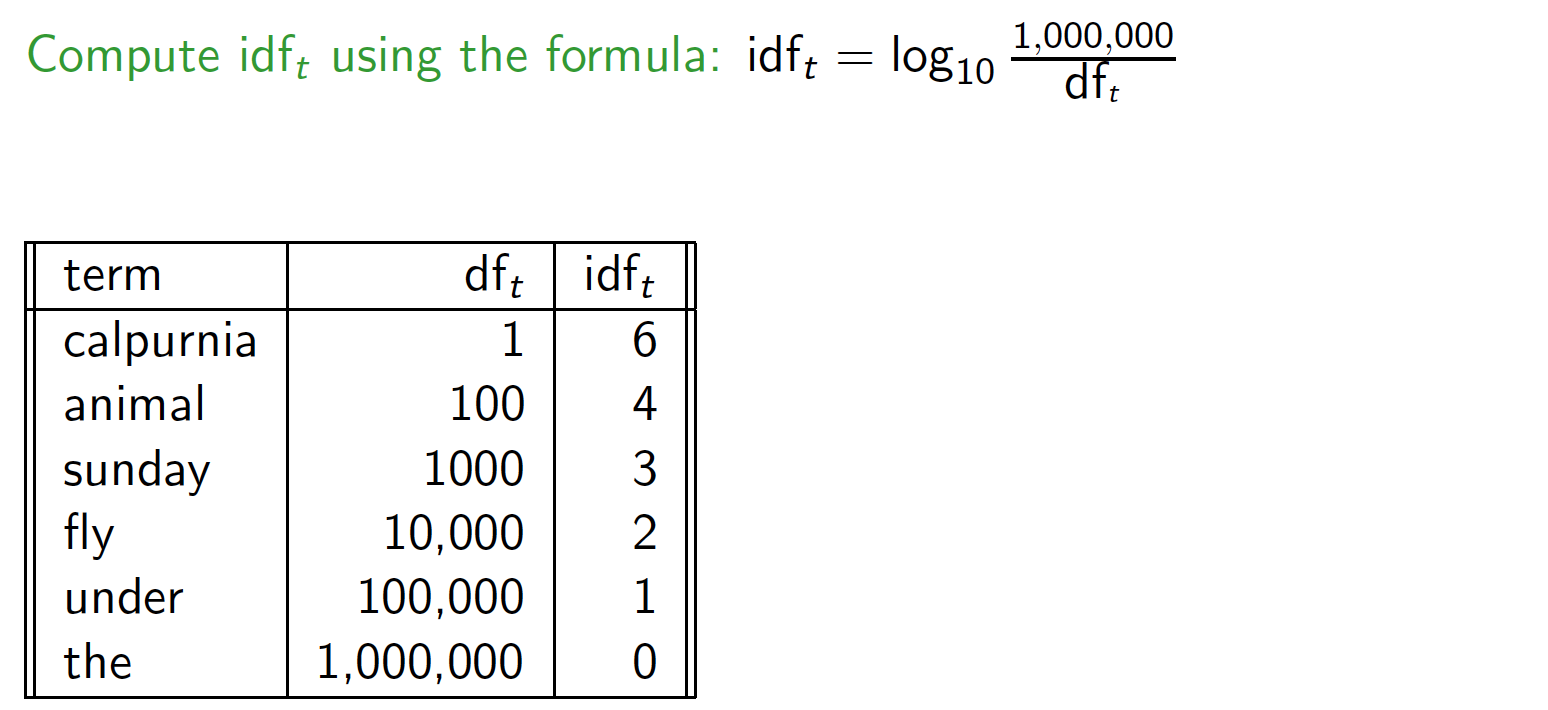 Compute idf_t using the formula: idf_t = log_10 1,000,000 / df_t
term df_t idf_t
calpurnia 1 6
animal 100 4
sunday 1000 3
fly 10,000 2
under 100,000 1
the 1,000,000 0